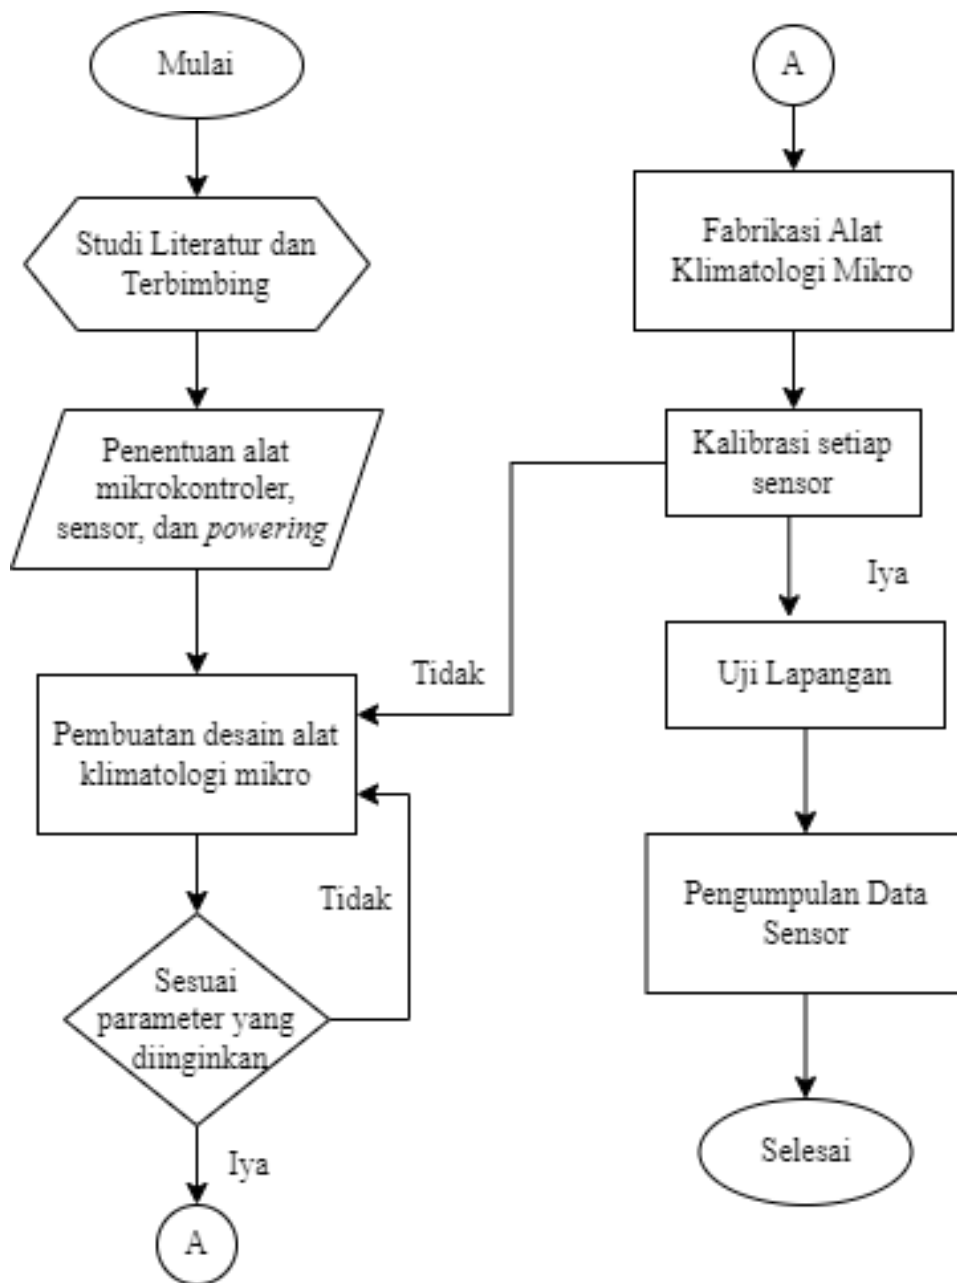 Mulai
Studi Literatur dan
Terbimbing
Penentuan alat
mikrokontroler,
sensor, dan powering
Pembuatan desain alat
klimatologi mikro
Tidak
Sesuai
parameter yang
diinginkan
Iya
A
A
Fabrikasi Alat
Klimatologi Mikro
Kalibrasi setiap
sensor
Tidak
Iya
Uji Lapangan
Pengumpulan Data
Sensor
Selesai